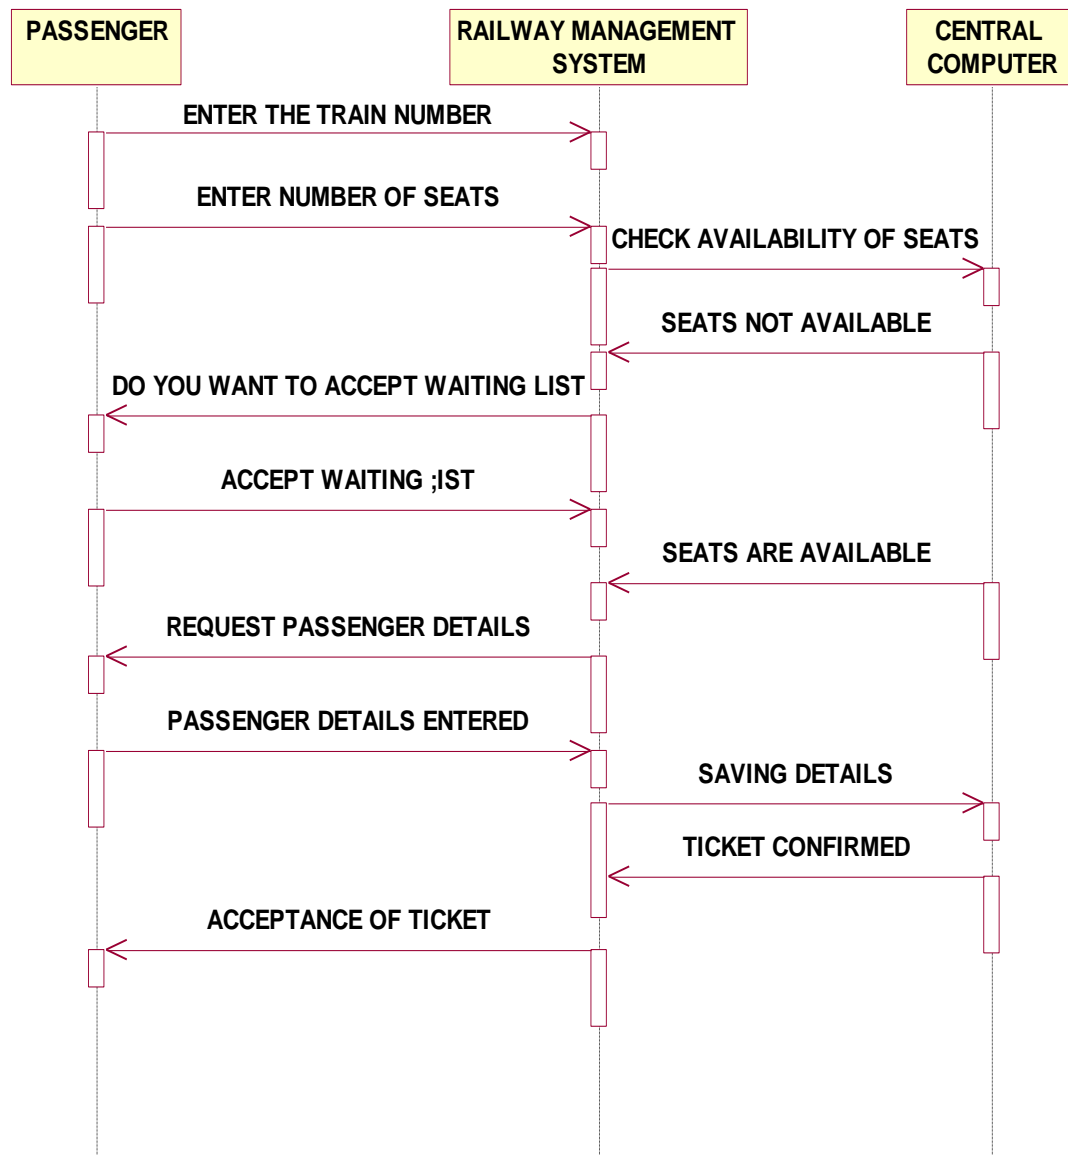 PASSENGER
RAILWAY MANAGEMENT
SYSTEM
CENTRAL
COMPUTER
ENTER THE TRAIN NUMBER
ENTER NUMBER OF SEATS
CHECK AVAILABILITY OF SEATS
SEATS NOT AVAILABLE
DO YOU WANT TO ACCEPT WAITING LIST
ACCEPT WAITING ;IST
SEATS ARE AVAILABLE
REQUEST PASSENGER DETAILS
PASSENGER DETAILS ENTERED
SAVING DETAILS
TICKET CONFIRMED
ACCEPTANCE OF TICKET